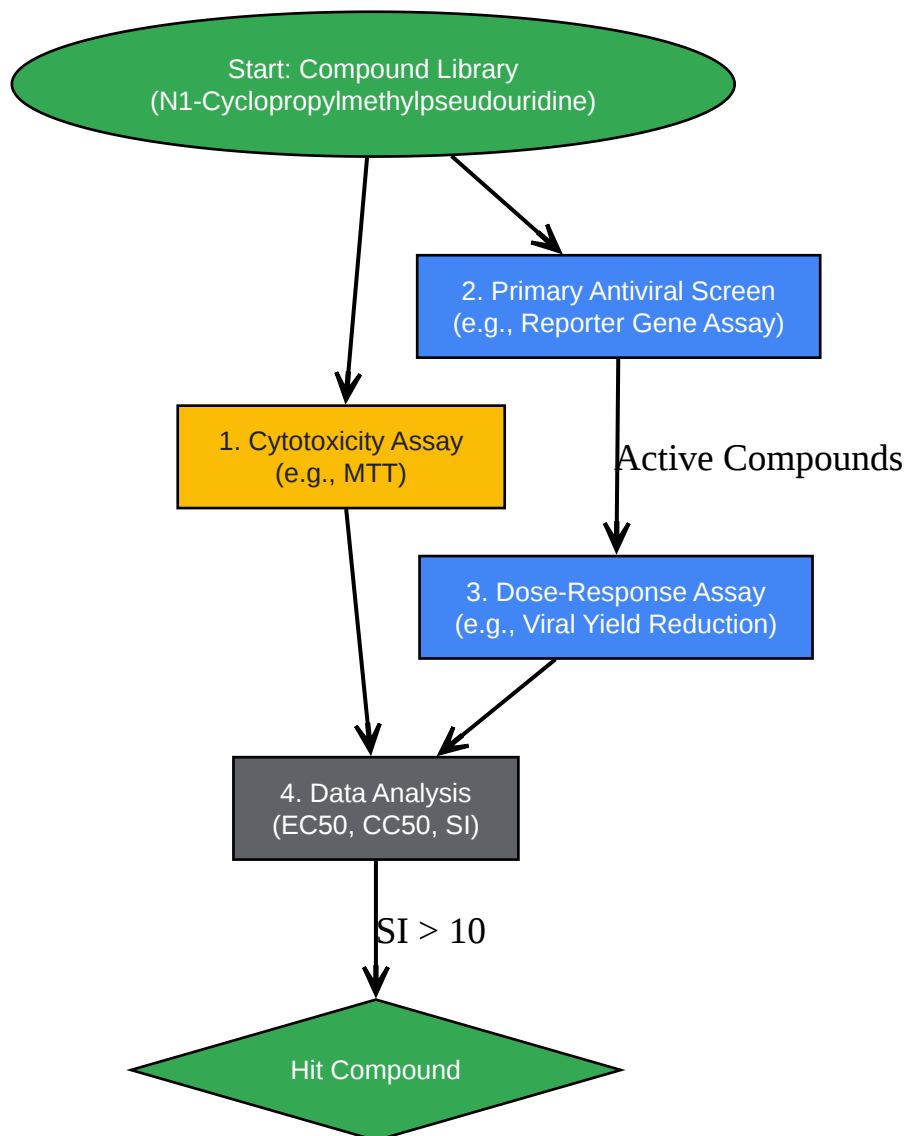 Start: Compound Library
(N1-Cyclopropylmethylpseudouridine)
2. Primary Antiviral Screen
(e.g., Reporter Gene Assay)
1. Cytotoxicity Assay
(e.g., MTT)
Active Compounds
3. Dose-Response Assay
(e.g., Viral Yield Reduction)
4. Data Analysis
(EC50, CC50, SI)
SI > 10
Hit Compound